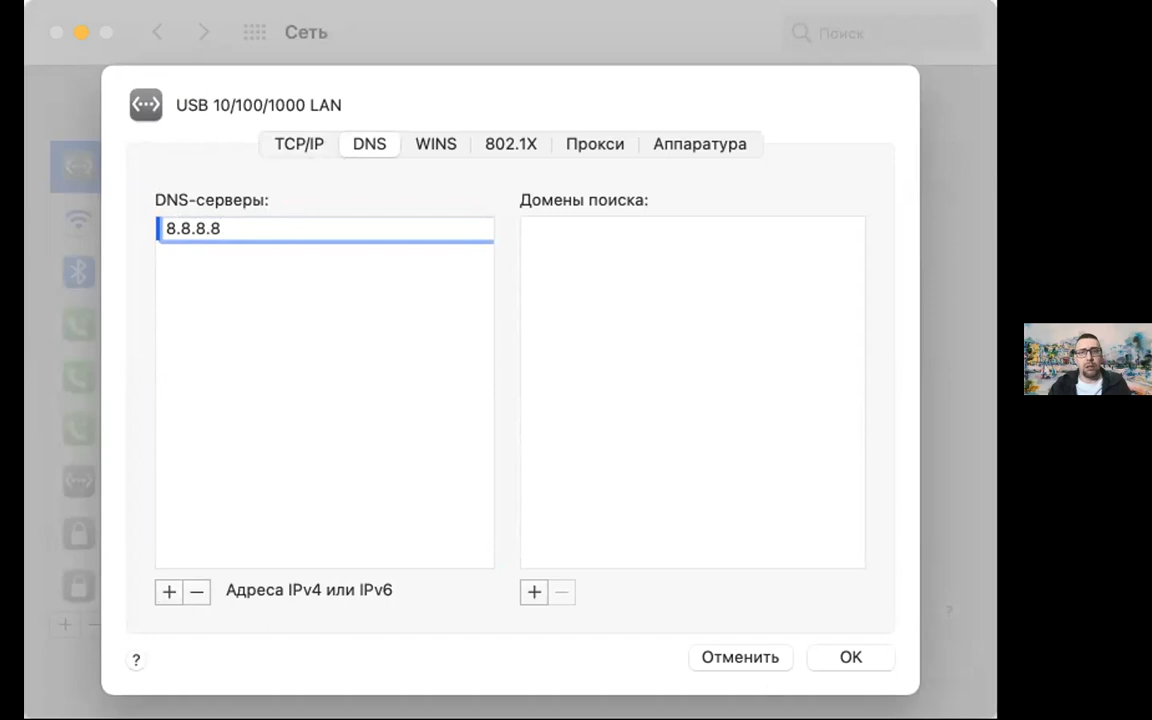 Сеть
Поиск
USB 10/100/1000 LAN
TCP/IP
DNS
WINS
802.1X
Прокси
Аппаратура
DNS-серверы:
Домены поиска:
8.8.8.8
+
−
Адреса IPv4 или IPv6
+
−
+
−
?
?
Отменить
OK